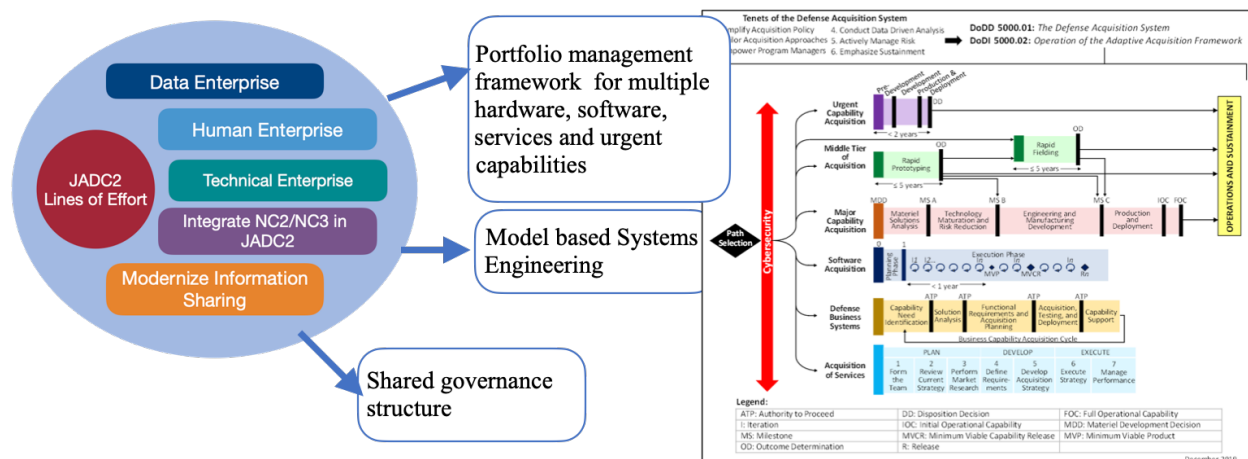 Data Enterprise
Human Enterprise
JADC2
Lines of Effort
Technical Enterprise
Integrate NC2/NC3 in
JADC2
Modernize Information
Sharing
Portfolio management
framework for multiple
hardware, software,
services and urgent
capabilities
Model based Systems
Engineering
Shared governance
structure
Tenets of the Defense Acquisition System
mplify Acquisition Policy
4. Conduct Data Driven Analysis
ilor Acquisition Approaches
5. Actively Manage Risk
power Program Managers
6. Emphasize Sustainment
DoDD 5000.01: The Defense Acquisition System
DoDI 5000.02: Operation of the Adaptive Acquisition Framework
Path
Selection
Cybersecurity
Urgent
Capability
Acquisition
Pre-
Development
Development
Production &
Deployment
DD
< 2 years
Middle Tier
of
Acquisition
Rapid
Prototyping
OD
≤ 5 years
Rapid
Fielding
OD
≤ 5 years
Major
Capability
Acquisition
MDD
MS A
MS B
MS C
IOC
FOC
Materiel
Solutions
Analysis
Technology
Maturation and
Risk Reduction
Engineering and
Manufacturing
Development
Production
and
Deployment
Software
Acquisition
0
1
Planning
Phase
Execution Phase
I1
I2
MVP
MVCR
Rn
< 1 year
Defense
Business
Systems
ATP
ATP
ATP
ATP
Capability
Need
Identification
Solution
Analysis
Functional
Requirements and
Acquisition
Planning
Acquisition,
Testing, and
Deployment
Capability
Support
Business Capability Acquisition Cycle
Acquisition
of Services
PLAN
DEVELOP
EXECUTE
1
Form
the
Team
2
Review
Current
Strategy
3
Perform
Market
Research
4
Define
Require-
ments
5
Develop
Acquisition
Strategy
6
Execute
Strategy
7
Manage
Performance
OPERATIONS AND SUSTAINMENT
Legend:
ATP: Authority to Proceed
DD: Disposition Decision
FOC: Full Operational Capability
I: Iteration
IOC: Initial Operational Capability
MDD: Materiel Development Decision
MS: Milestone
MVCR: Minimum Viable Capability Release
MVP: Minimum Viable Product
OD: Outcome Determination
R: Release